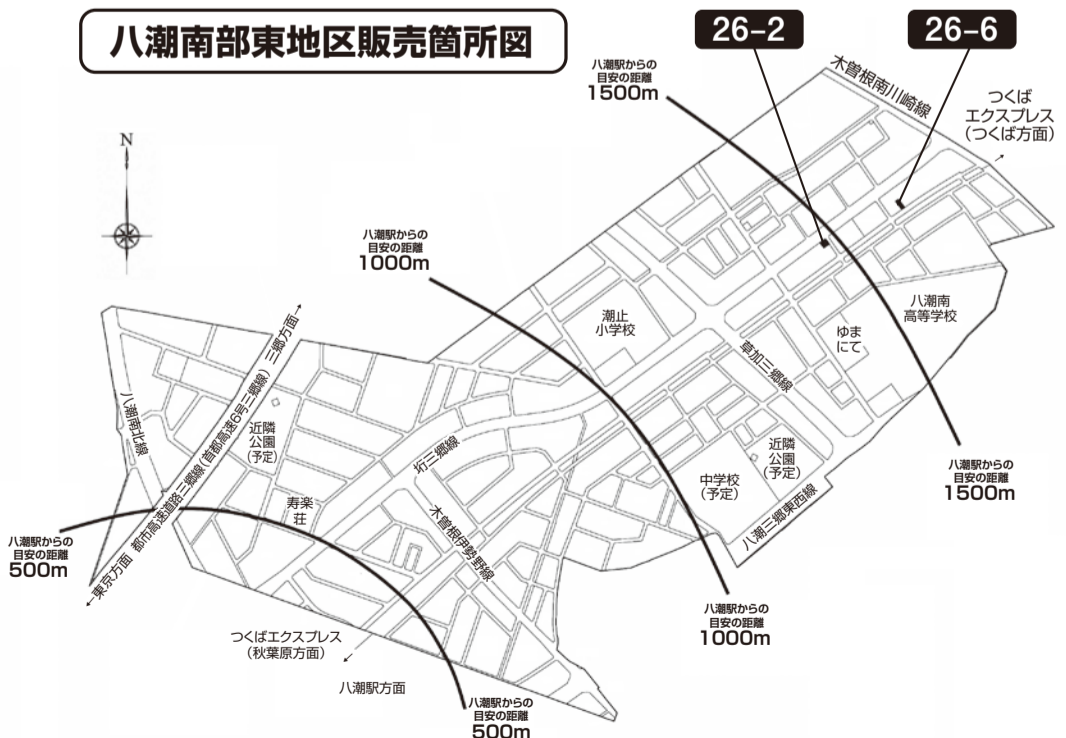 八潮南部東地区販売箇所図
26-2
26-6
八潮駅からの
目安の距離
1500m
木曽根南川崎線
つくば
エクスプレス
(つくば方面)
N
八潮駅からの
目安の距離
1000m
潮止
小学校
八潮南
高等学校
ゆま
にて
草加三郷線
三郷方面
都市高速道路三郷線(首都高速6号三郷線)
東京方面
八潮南北線
近隣
公園
(予定)
寿楽
荘
垳三郷線
木曽根伊勢野線
中学校
(予定)
近隣
公園
(予定)
八潮三郷東西線
八潮駅からの
目安の距離
1500m
八潮駅からの
目安の距離
500m
八潮駅からの
目安の距離
1000m
つくばエクスプレス
(秋葉原方面)
八潮駅方面
八潮駅からの
目安の距離
500m